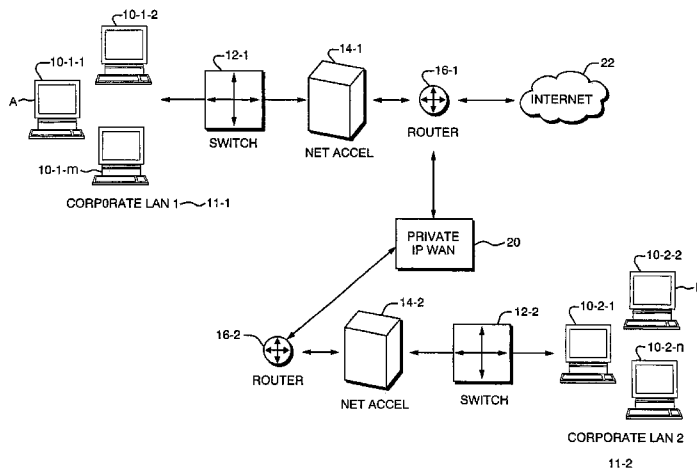 10-1-2
10-1-1
A
12-1
14-1
16-1
22
INTERNET
ROUTER
SWITCH
NET ACCEL
10-1-m
CORPORATE LAN 1 11-1
PRIVATE
IP WAN
20
10-2-2
14-2
12-2
10-2-1
16-2
10-2-n
ROUTER
NET ACCEL
SWITCH
CORPORATE LAN 2
11-2